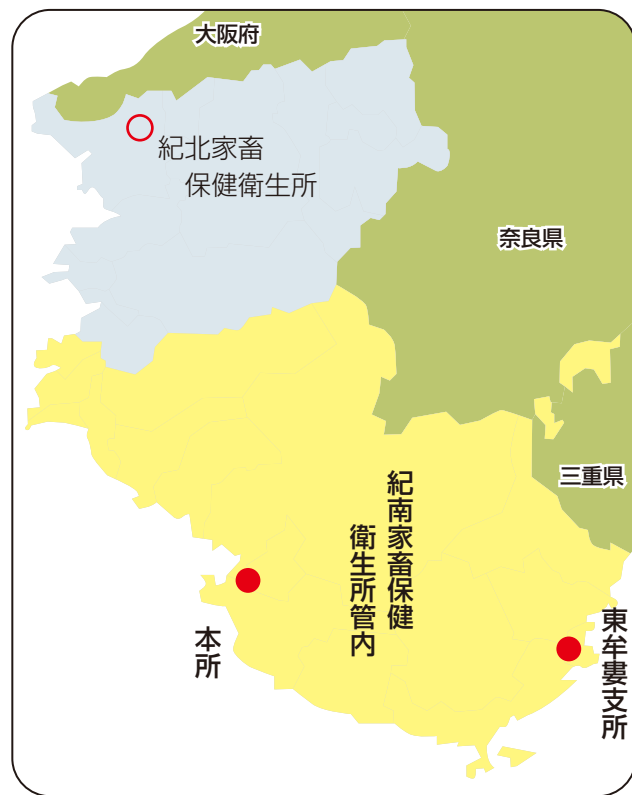 大阪府
紀北家畜
保健衛生所
奈良県
三重県
紀南家畜保健
衛生所管内
本所
東牟婁支所